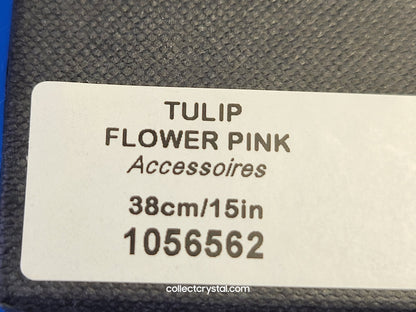 TULIP
FLOWER PINK
Accessoires
38cm/15in
1056562
collectcrystal.com